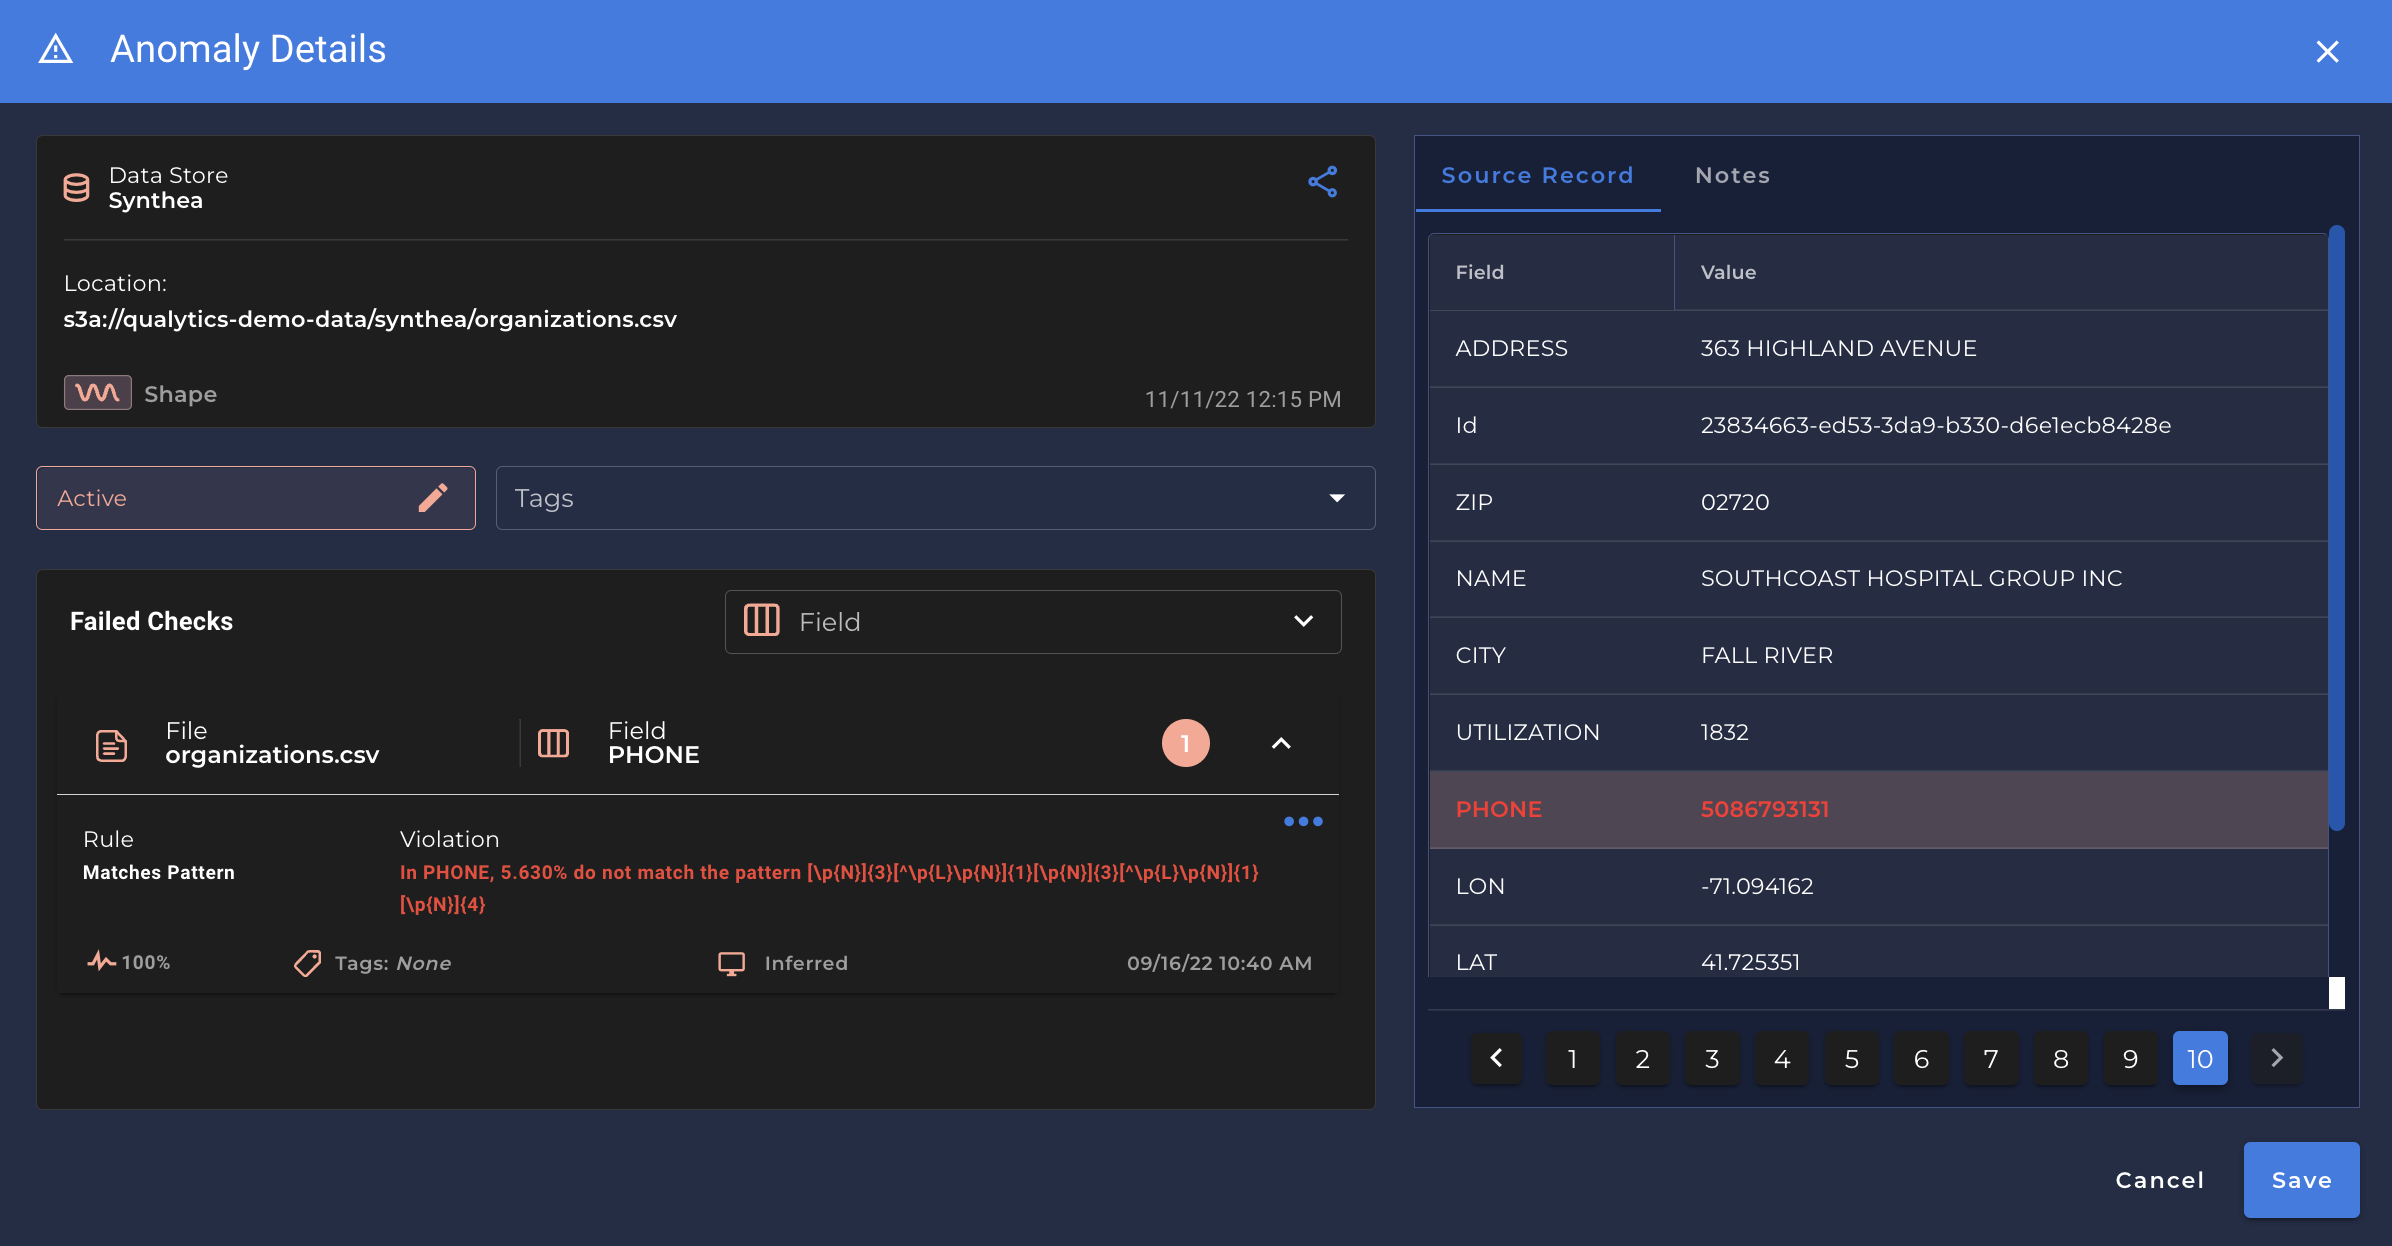 Anomaly Details
Data Store
Synthea
Location:
s3a://qualytics-demo-data/synthea/organizations.csv
Shape
11/11/22 12:15 PM
Active
Tags
Failed Checks
Field
File
organizations.csv
Field
PHONE
1
Rule
Matches Pattern
Violation
In PHONE, 5.630% do not match the pattern [\p{N}]{3}[^\p{L}\p{N}]{1}[\p{N}]{3}[^\p{L}\p{N}]{1}
[\p{N}]{4}
100%
Tags: None
Inferred
09/16/22 10:40 AM
Source Record Notes
Field Value
ADDRESS 363 HIGHLAND AVENUE
Id 23834663-ed53-3da9-b330-d6e1ecb8428e
ZIP 02720
NAME SOUTHCOAST HOSPITAL GROUP INC
CITY FALL RIVER
UTILIZATION 1832
PHONE 5086793131
LON -71.094162
LAT 41.725351
1 2 3 4 5 6 7 8 9 10
Cancel Save